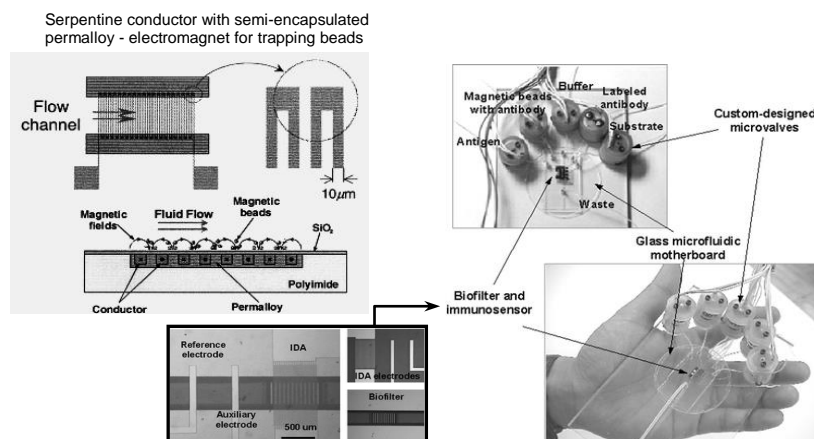 Serpentine conductor with semi-encapsulated
permalloy - electromagnet for trapping beads
Flow
channel
10µm
Magnetic
fields
Fluid Flow
Magnetic
beads
SiO₂
Polyimide
Conductor
Permalloy
Reference
electrode
IDA
Auxiliary
electrode
500 um
IDA electrodes
Biofilter
Buffer
Magnetic beads
with antibody
Labeled
antibody
Substrate
Antigen
Waste
Custom-designed
microvalves
Glass microfluidic
motherboard
Biofilter and
immunosensor